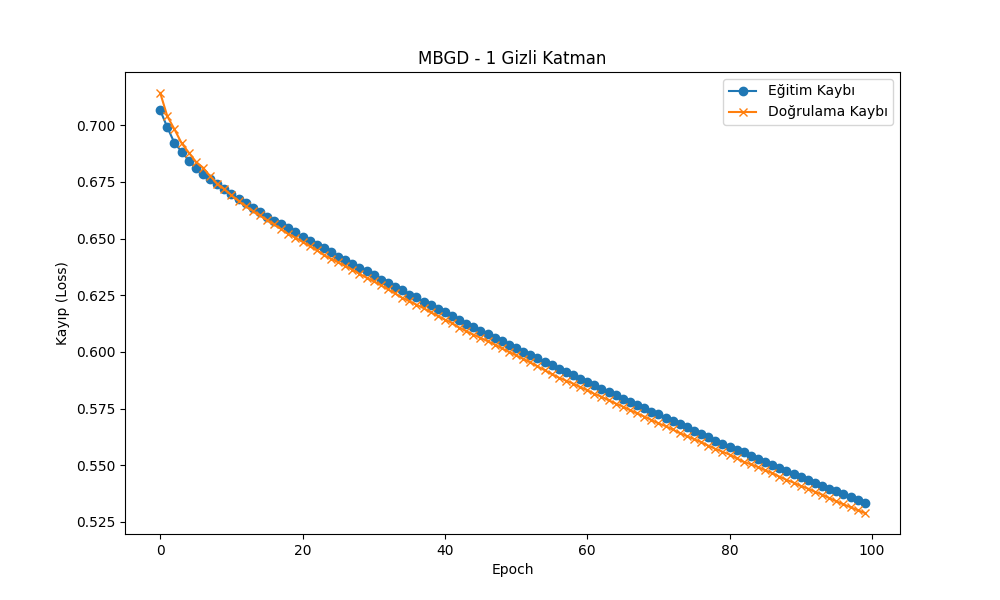 MBGD - 1 Gizli Katman
Eğitim Kaybı
Doğrulama Kaybı
Kayıp (Loss)
0.700
0.675
0.650
0.625
0.600
0.575
0.550
0.525
0 20 40 60 80 100
Epoch